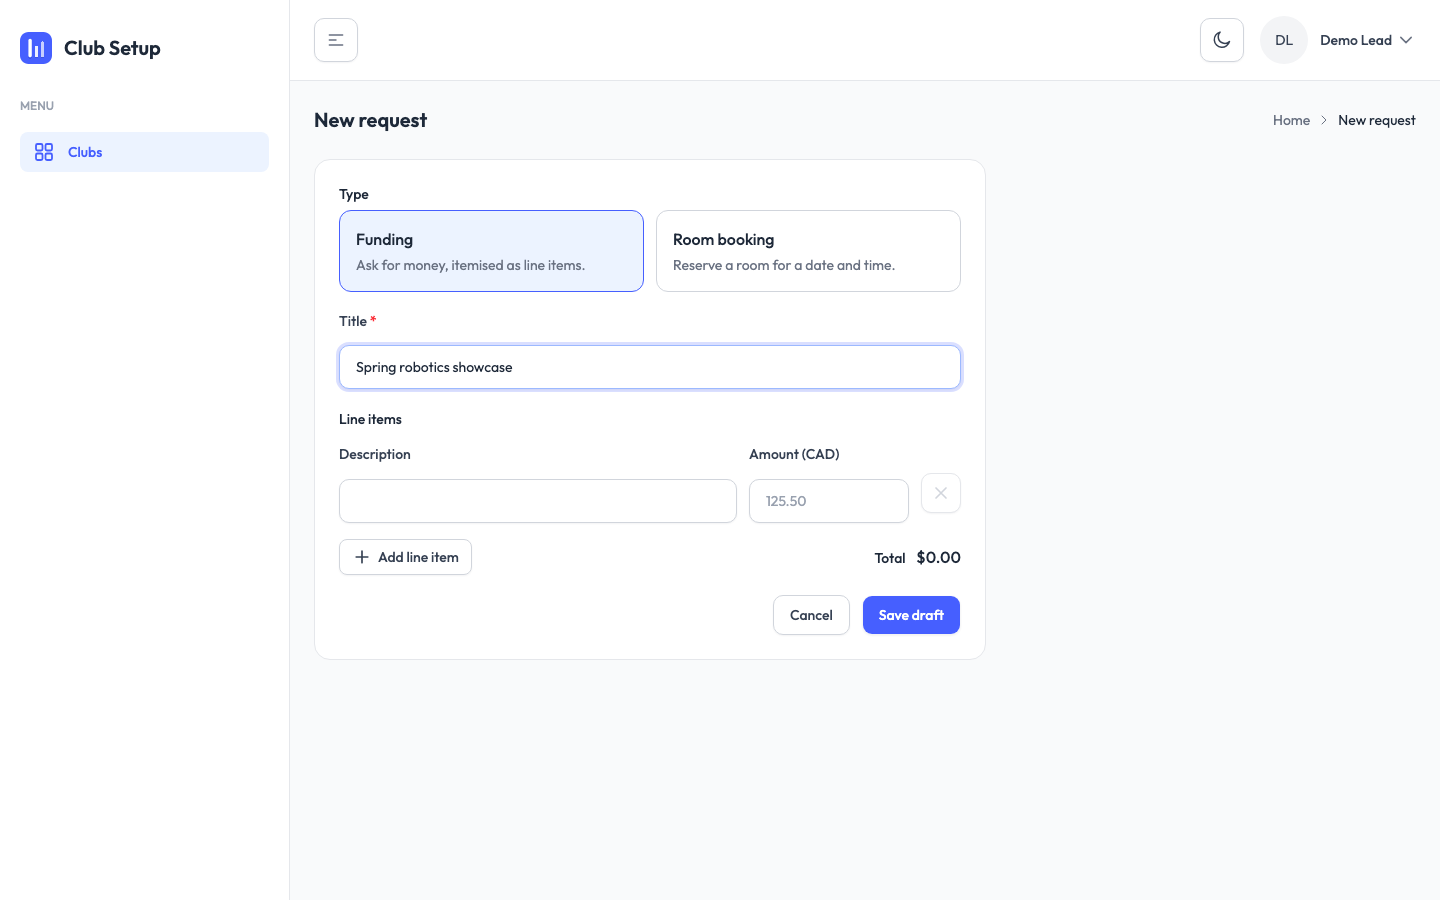 Club Setup
DL
Demo Lead
MENU
Clubs
New request
Home
New request
Type
Funding
Ask for money, itemised as line items.
Room booking
Reserve a room for a date and time.
Title *
Spring robotics showcase
Line items
Description
Amount (CAD)
125.50
Add line item
Total $0.00
Cancel
Save draft